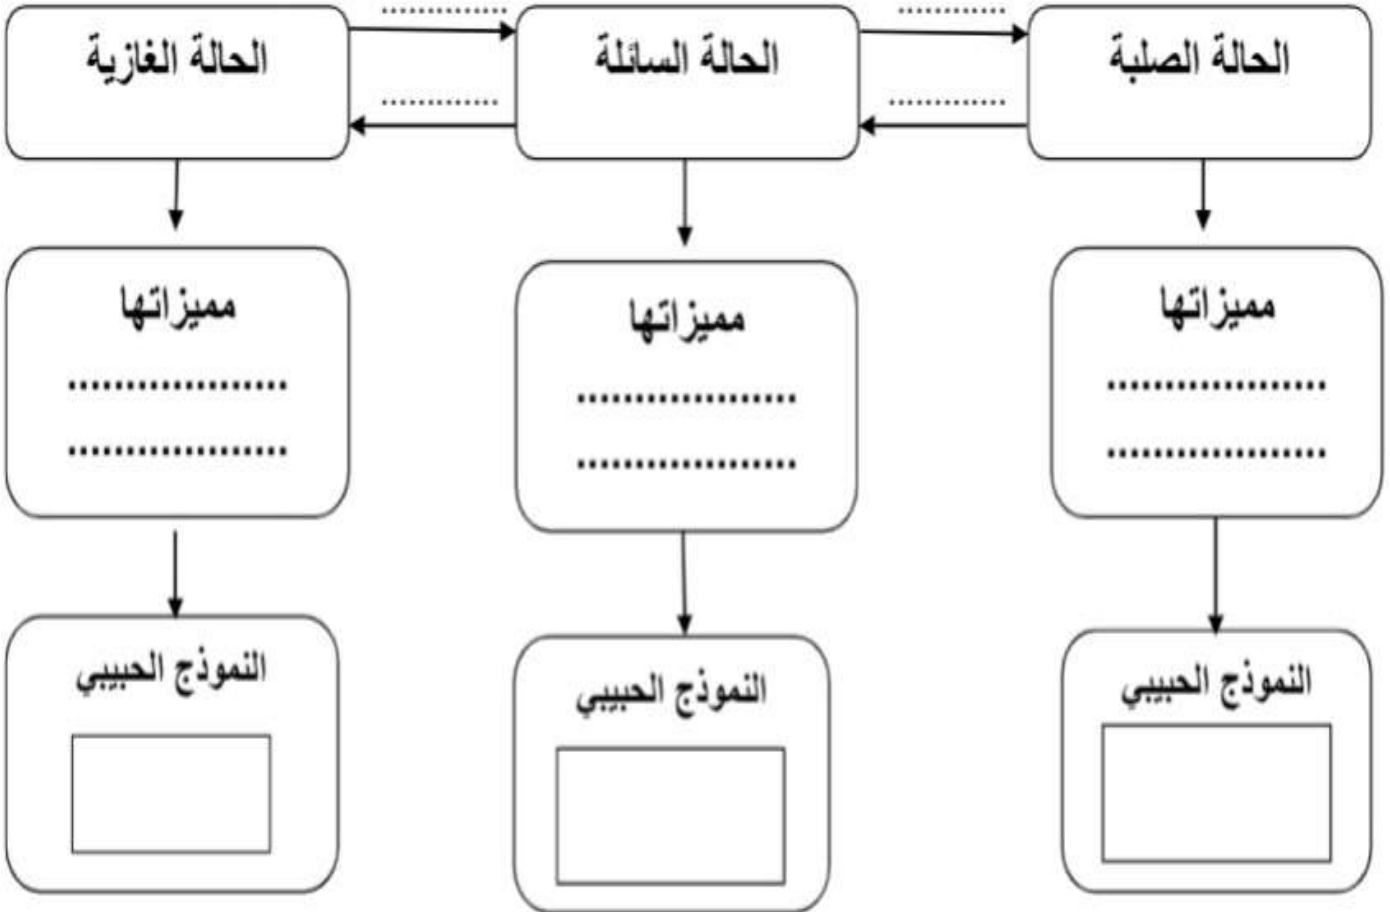 ............. ............
الحالة الصلبة الحالة السائلة الحالة الغازية
............ ............
مميزاتها مميزاتها مميزاتها
................... ................... ...................
................... ................... ...................
النموذج الحبيبي النموذج الحبيبي النموذج الحبيبي